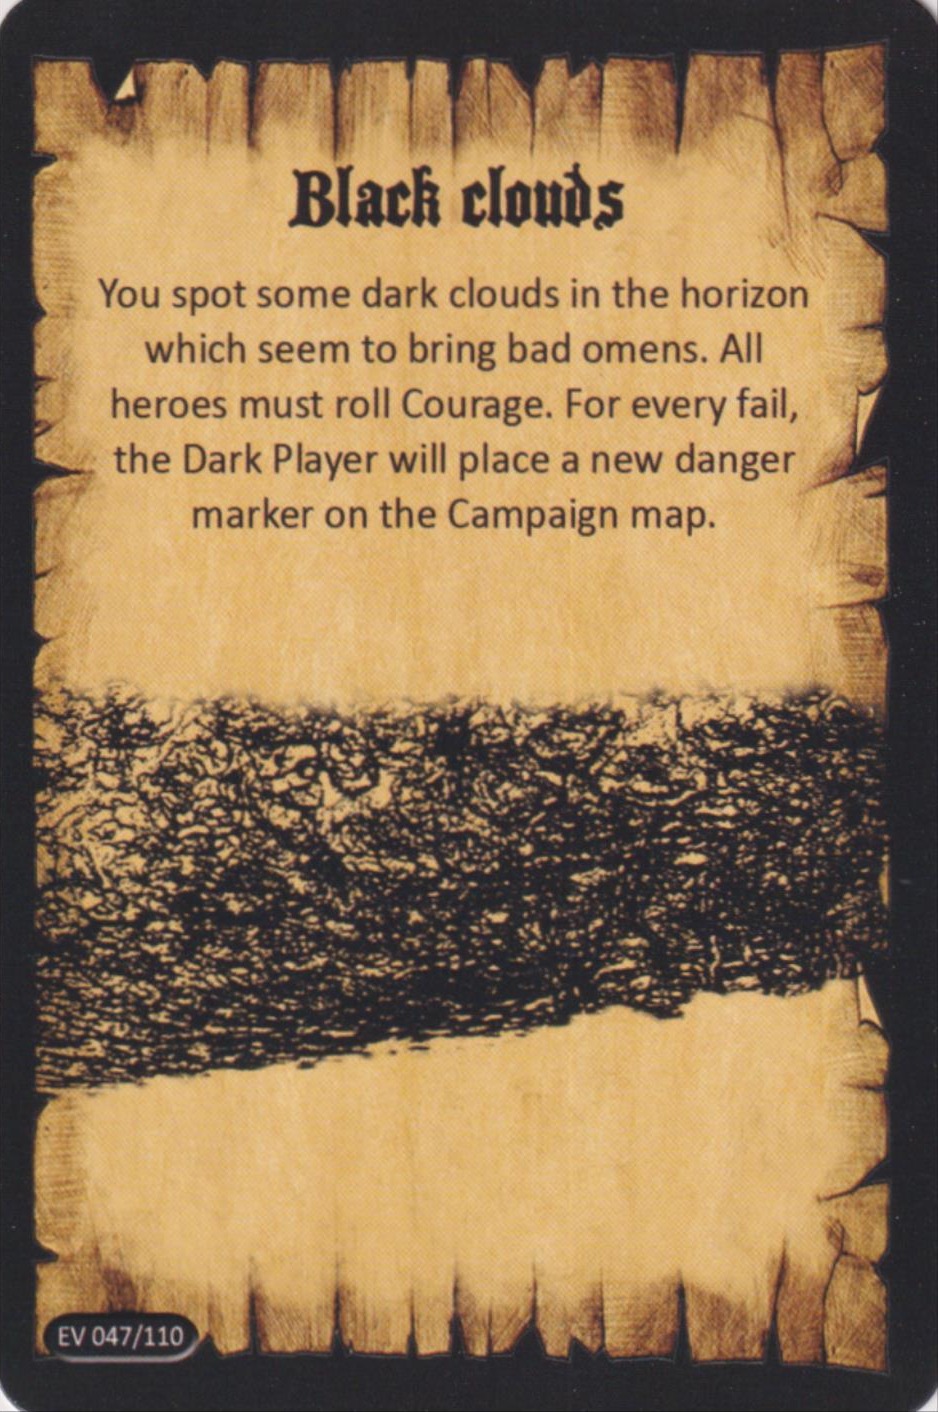 Black clouds
You spot some dark clouds in the horizon
which seem to bring bad omens. All
heroes must roll Courage. For every fail,
the Dark Player will place a new danger
marker on the Campaign map.
EV 047/110